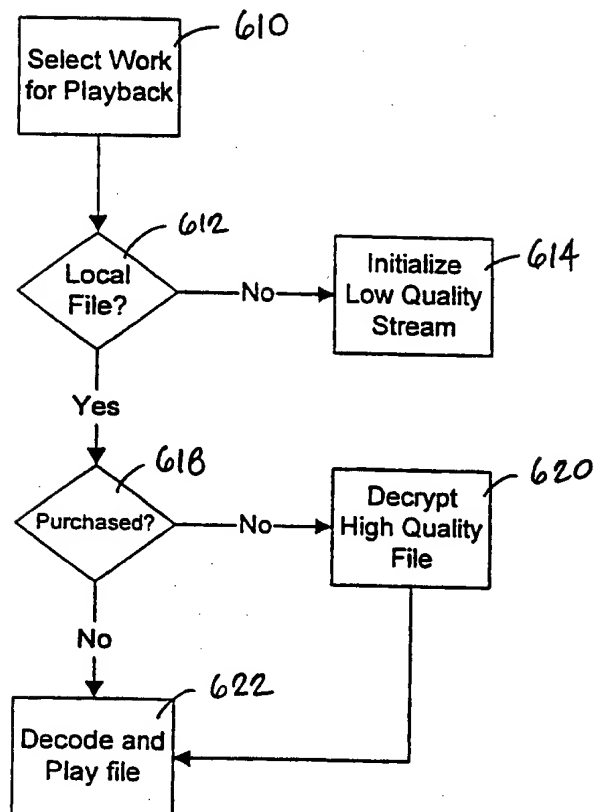 610
Select Work
for Playback
612
Local
File?
No
614
Initialize
Low Quality
Stream
Yes
618
Purchased?
No
620
Decrypt
High Quality
File
No
622
Decode and
Play file